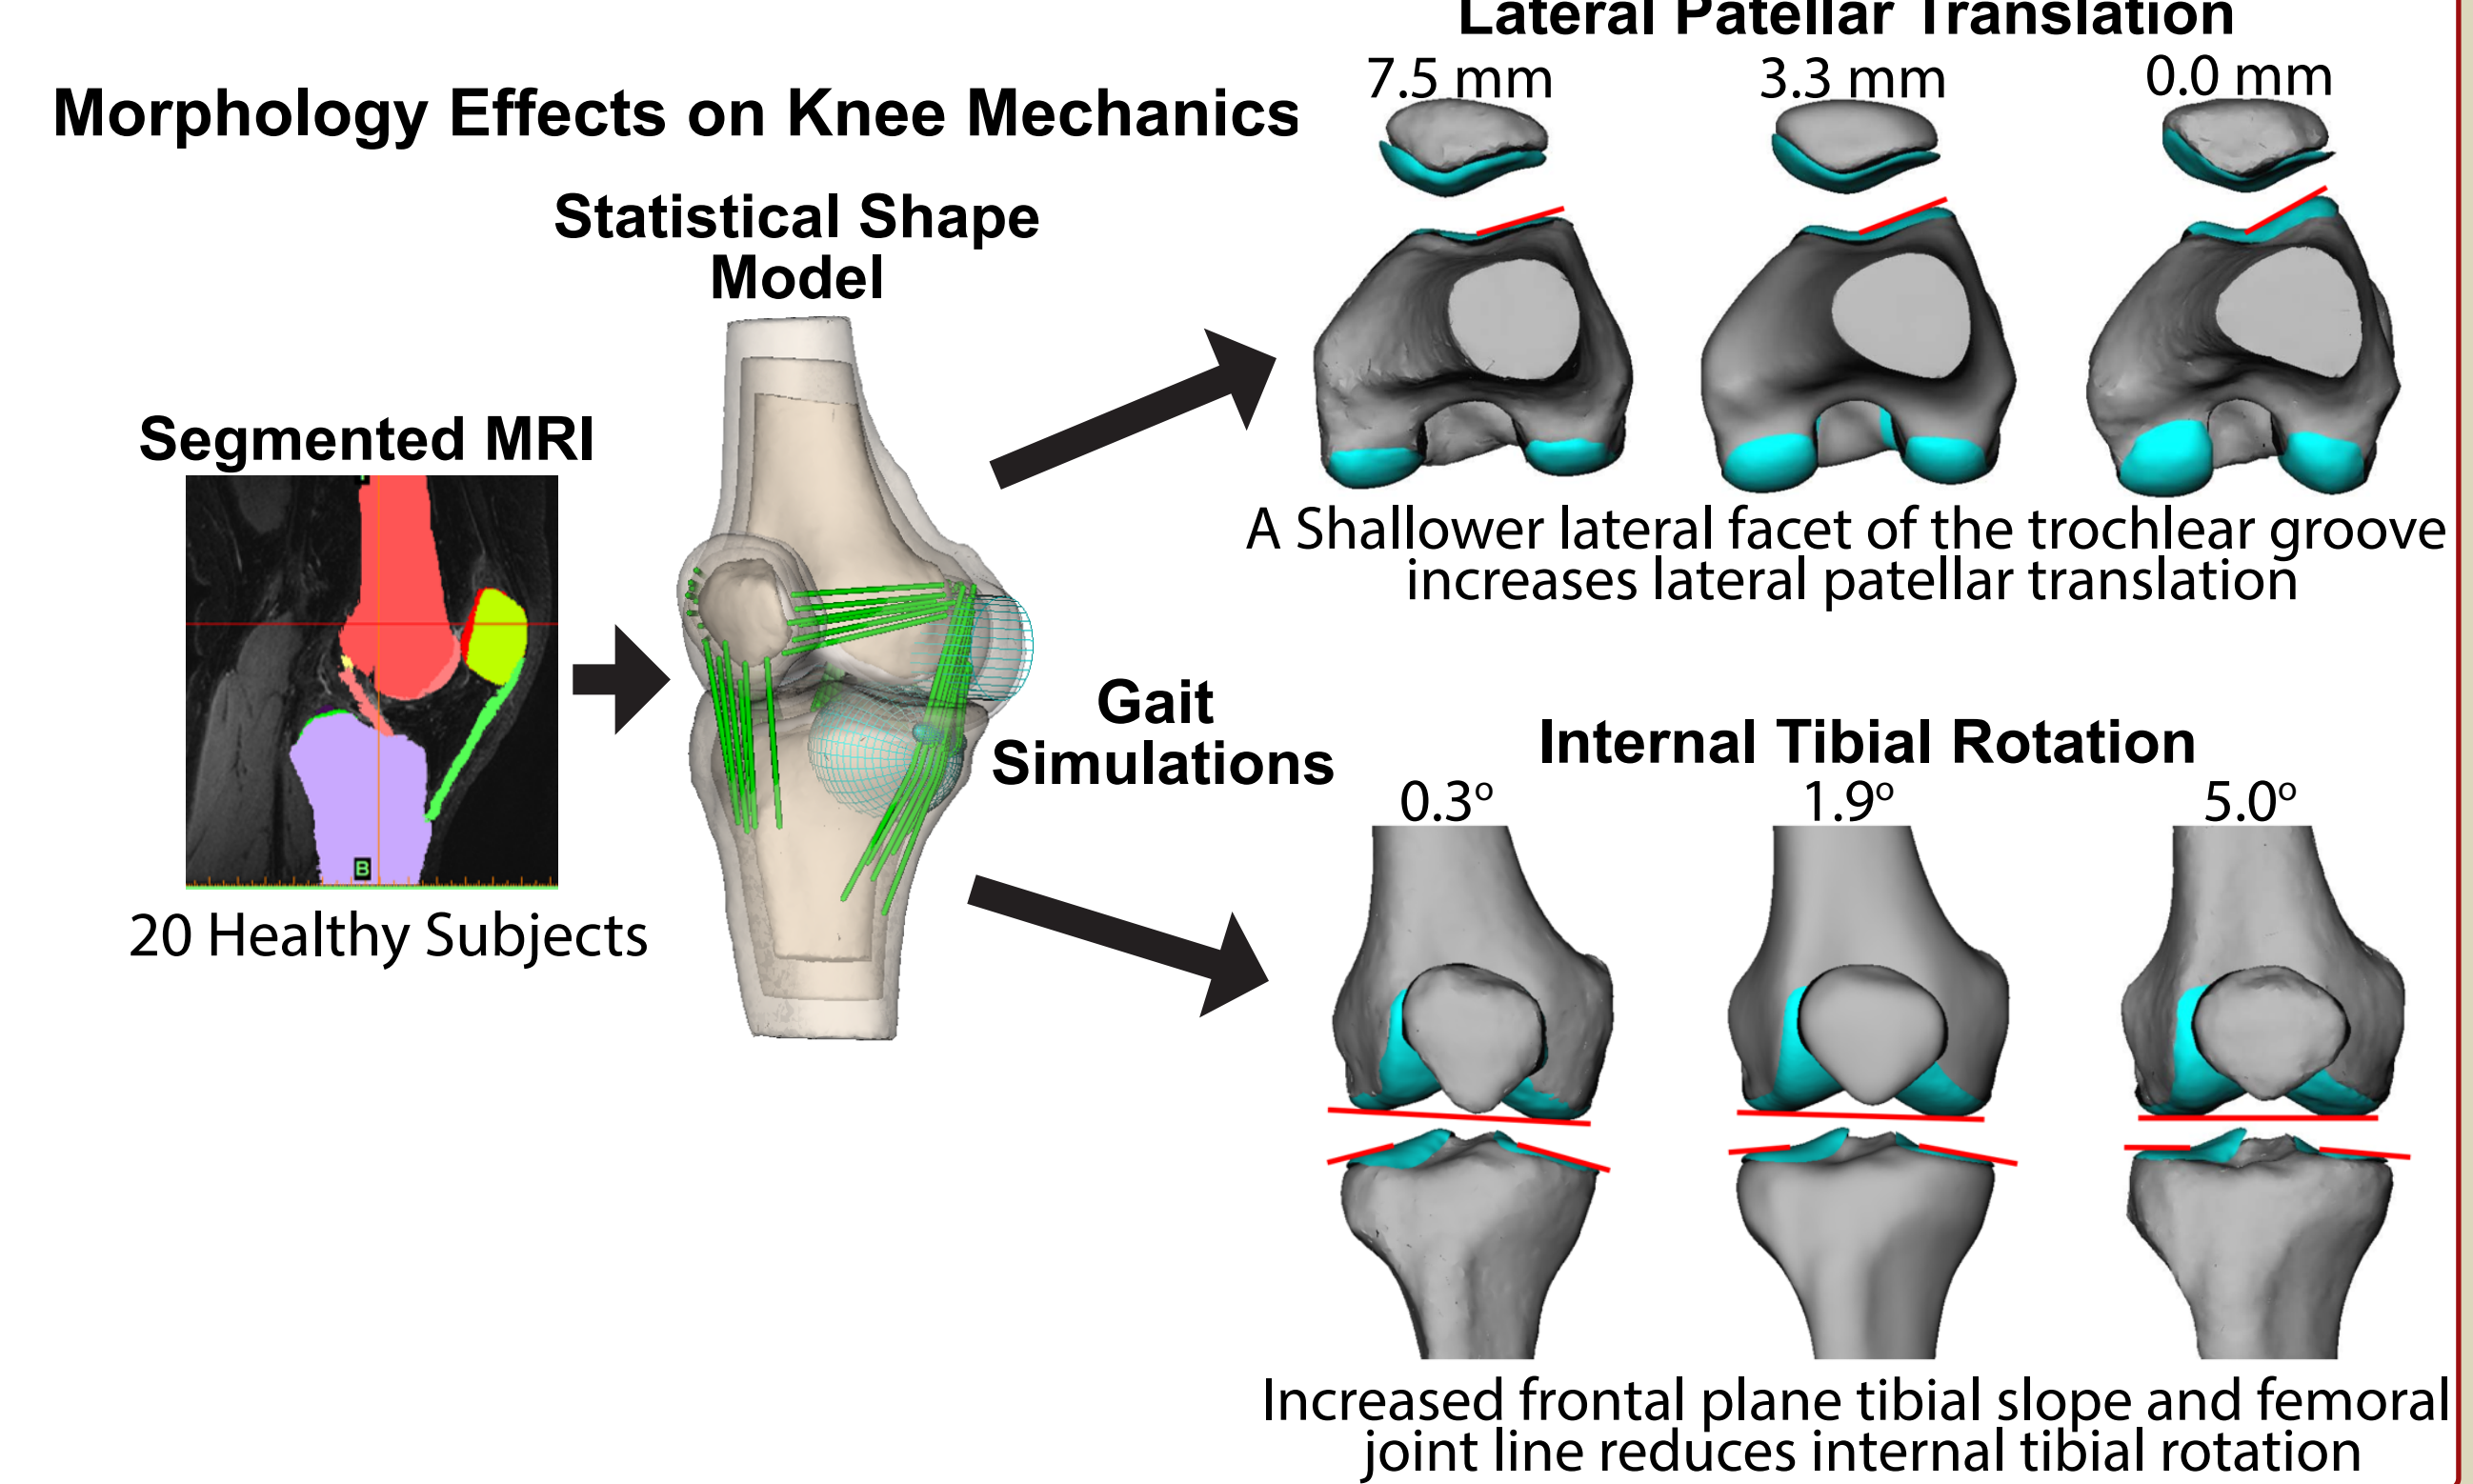 Lateral Patellar Translation
7.5 mm 3.3 mm 0.0 mm
Morphology Effects on Knee Mechanics
Statistical Shape
Model
Segmented MRI
B
20 Healthy Subjects
A Shallower lateral facet of the trochlear groove
increases lateral patellar translation
Gait
Simulations
Internal Tibial Rotation
0.3º 1.9º 5.0º
Increased frontal plane tibial slope and femoral
joint line reduces internal tibial rotation